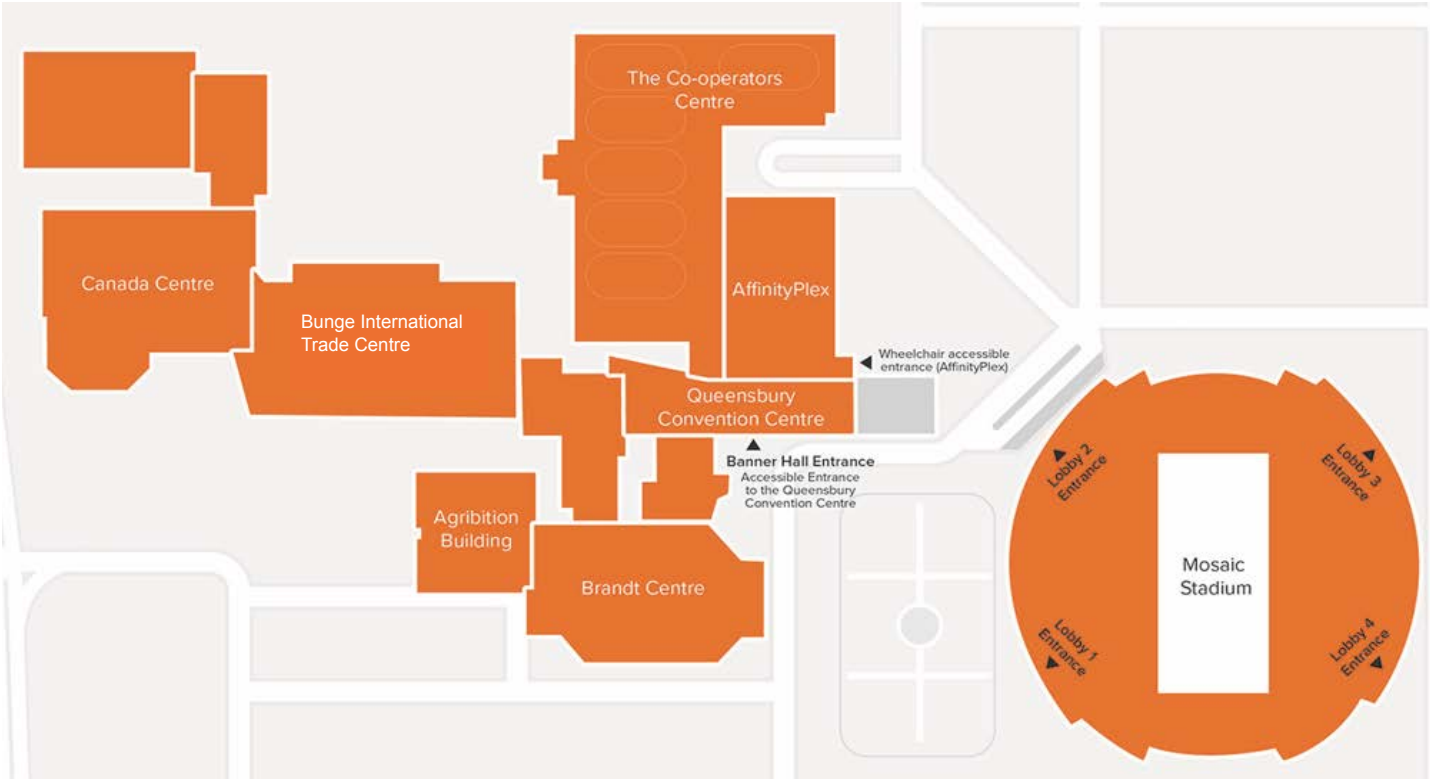 The Co-operators
Centre
Canada Centre
Bunge International
Trade Centre
AffinityPlex
Wheelchair accessible
entrance (AffinityPlex)
Queensbury
Convention Centre
Banner Hall Entrance
Accessible Entrance
to the Queensbury
Convention Centre
Agribition
Building
Brandt Centre
Lobby 2
Entrance
Lobby 3
Entrance
Mosaic
Stadium
Lobby 1
Entrance
Lobby 4
Entrance